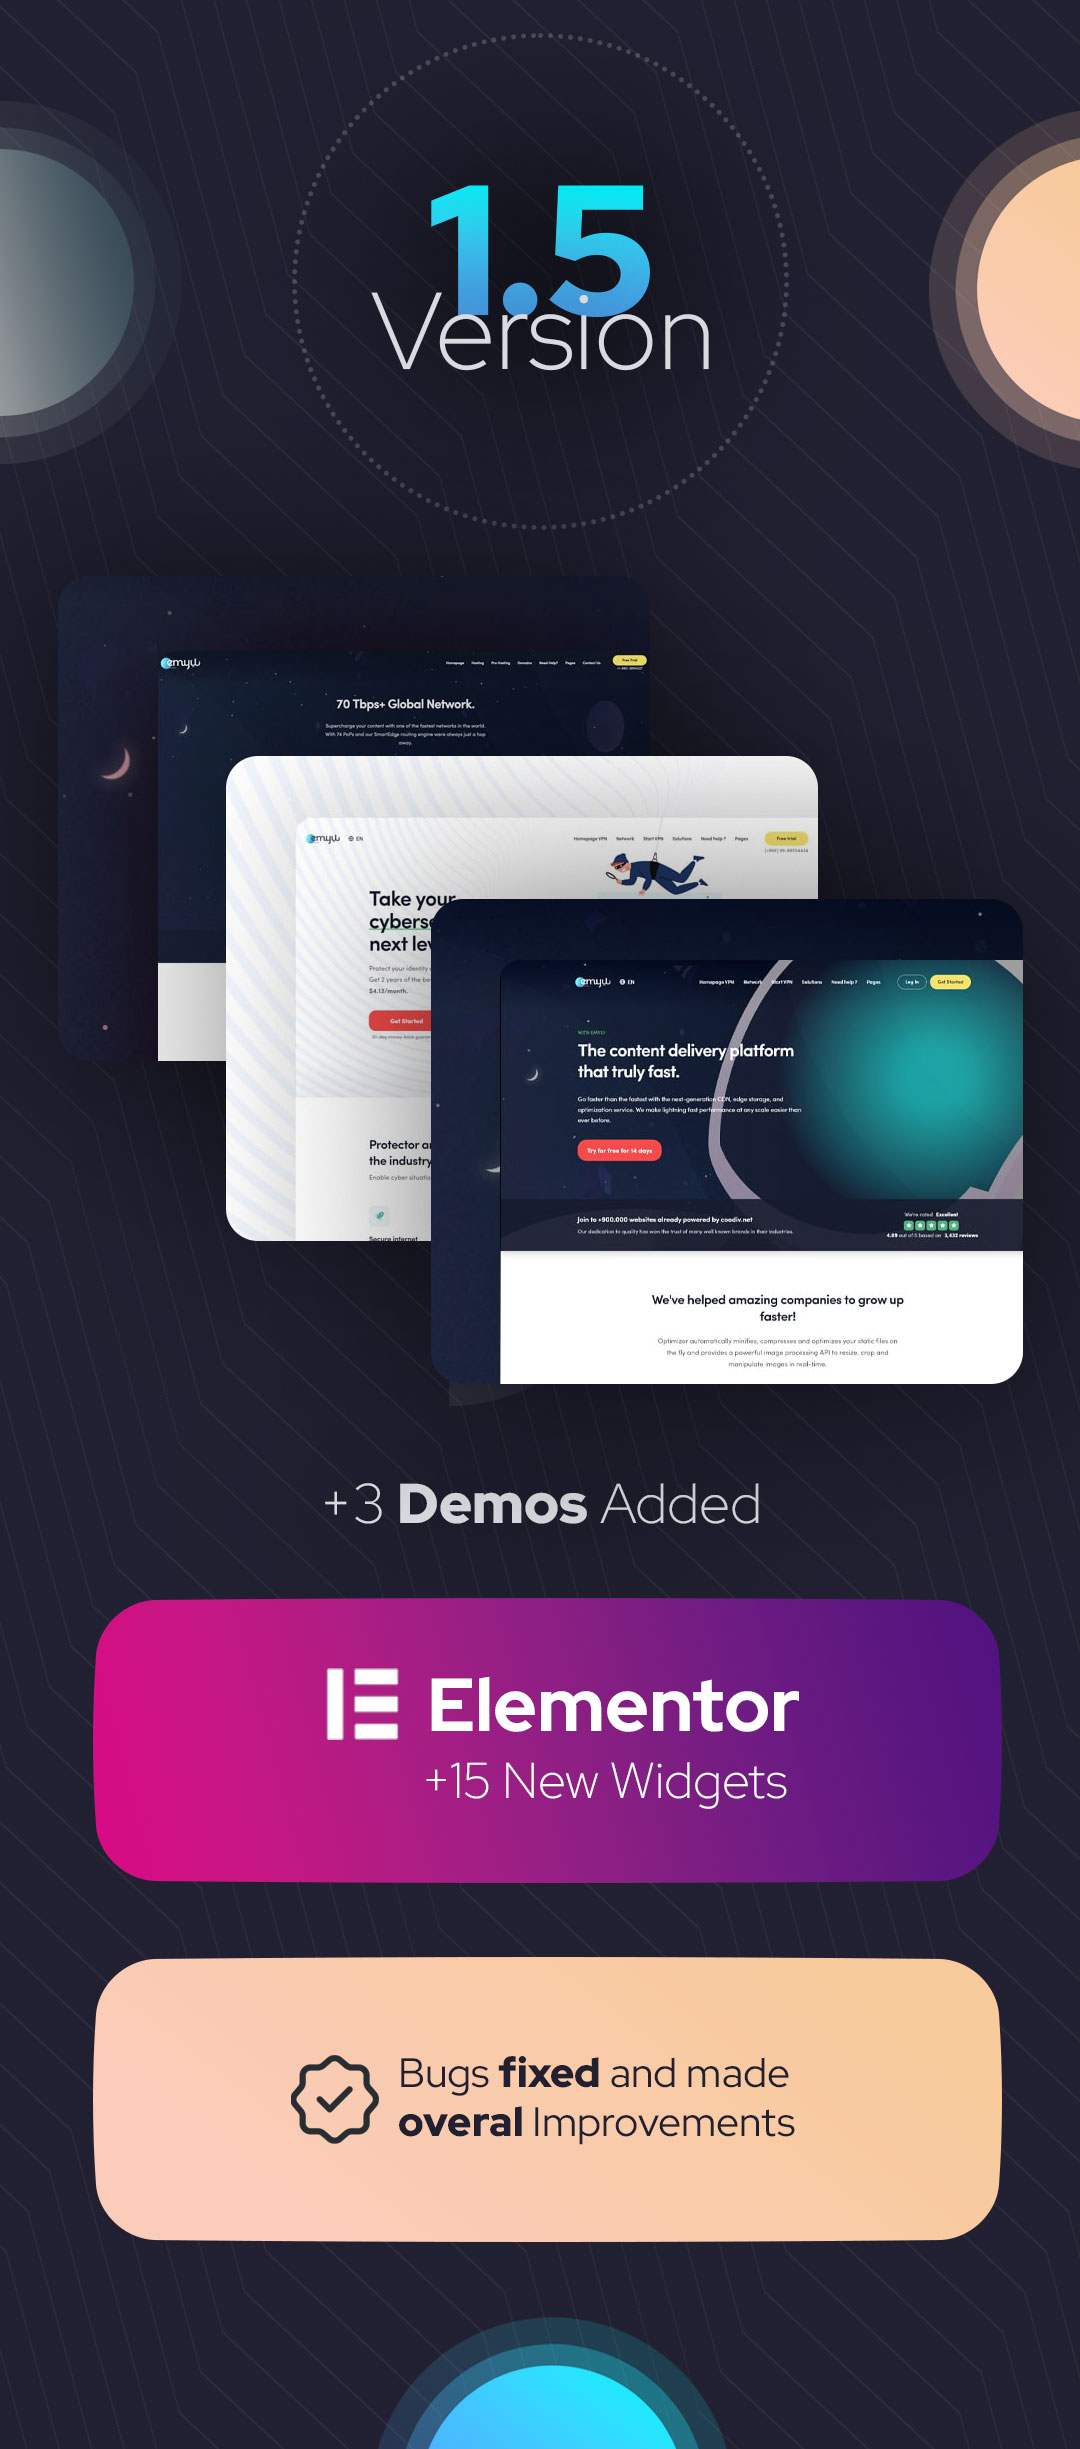 1.5
Version
emyui
Homepage Hosting Pro Hosting Domains Need Help? Pages Contact Us
Free Trial
70 Tbps+ Global Network.
Supercharge your content with one of the fastest networks in the world.
With 74 PoPs and our SmartEdge routing engine were always just a hop
away.
emyui EN
Homepage VPN Network Start VPN Solutions Need help ? Pages
Free trial
Take your
cyberse
next lev
Protect your identity
Get 2 years of the be
$4.13/month.
Get Started
30-day money-back guaran
Protector an
the industry
Enable cyber situatio
Secure internet
emyui EN
Homepage VPN Network Start VPN Solutions Need help ? Pages
Log In
Get Started
WITH EMYUI
The content delivery platform
that truly fast.
Go faster than the fastest with the next-generation CDN, edge storage, and
optimization service. We make lightning fast performance at any scale easier than
ever before.
Try for free for 14 days
Join to +900.000 websites already powered by coodiv.net
Our dedication to quality has won the trust of many well known brands in their industries.
We're rated Excellent
4.89 out of 5 based on 3,432 reviews
We've helped amazing companies to grow up
faster!
Optimizer automatically minifies, compresses and optimizes your static files on
the fly and provides a powerful image processing API to resize, crop and
manipulate images in real-time.
+3 Demos Added
Elementor
+15 New Widgets
Bugs fixed and made
overal Improvements